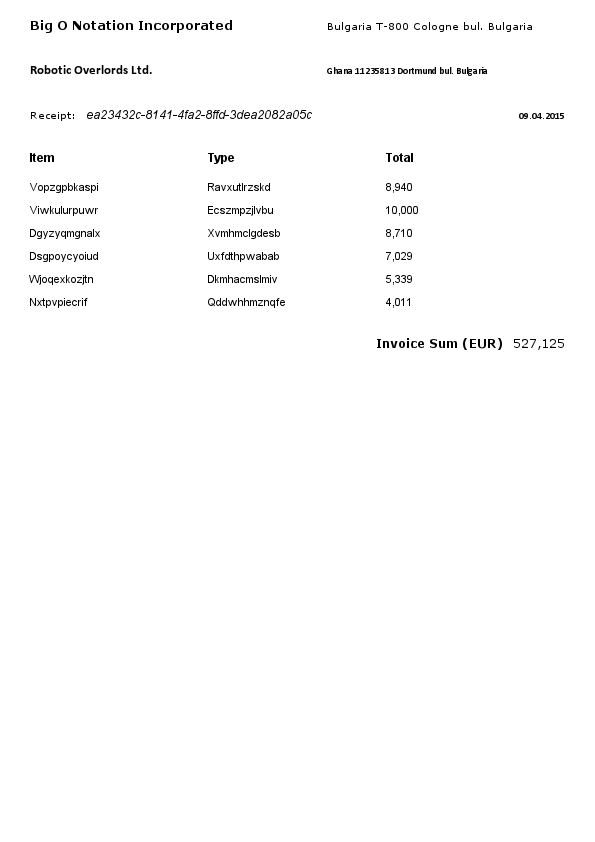 Big O Notation Incorporated Bulgaria T-800 Cologne bul. Bulgaria
Robotic Overlords Ltd. Ghana 11235813 Dortmund bul. Bulgaria
Receipt: ea23432c-8141-4fa2-8ffd-3dea2082a05c 09.04.2015
Item Type Total
Vopzgpbkaspi Ravxutlrzskd 8,940
Viwkulurpuwr Ecszmpzjlvbu 10,000
Dgyzyqmgnalx Xvmhmclgdesb 8,710
Dsgpoycyoiud Uxfdthpwabab 7,029
Wjoqexkozjtn Dkmhacmslmiv 5,339
Nxtpvpiecrif Qddwhhmznqfe 4,011
Invoice Sum (EUR) 527,125